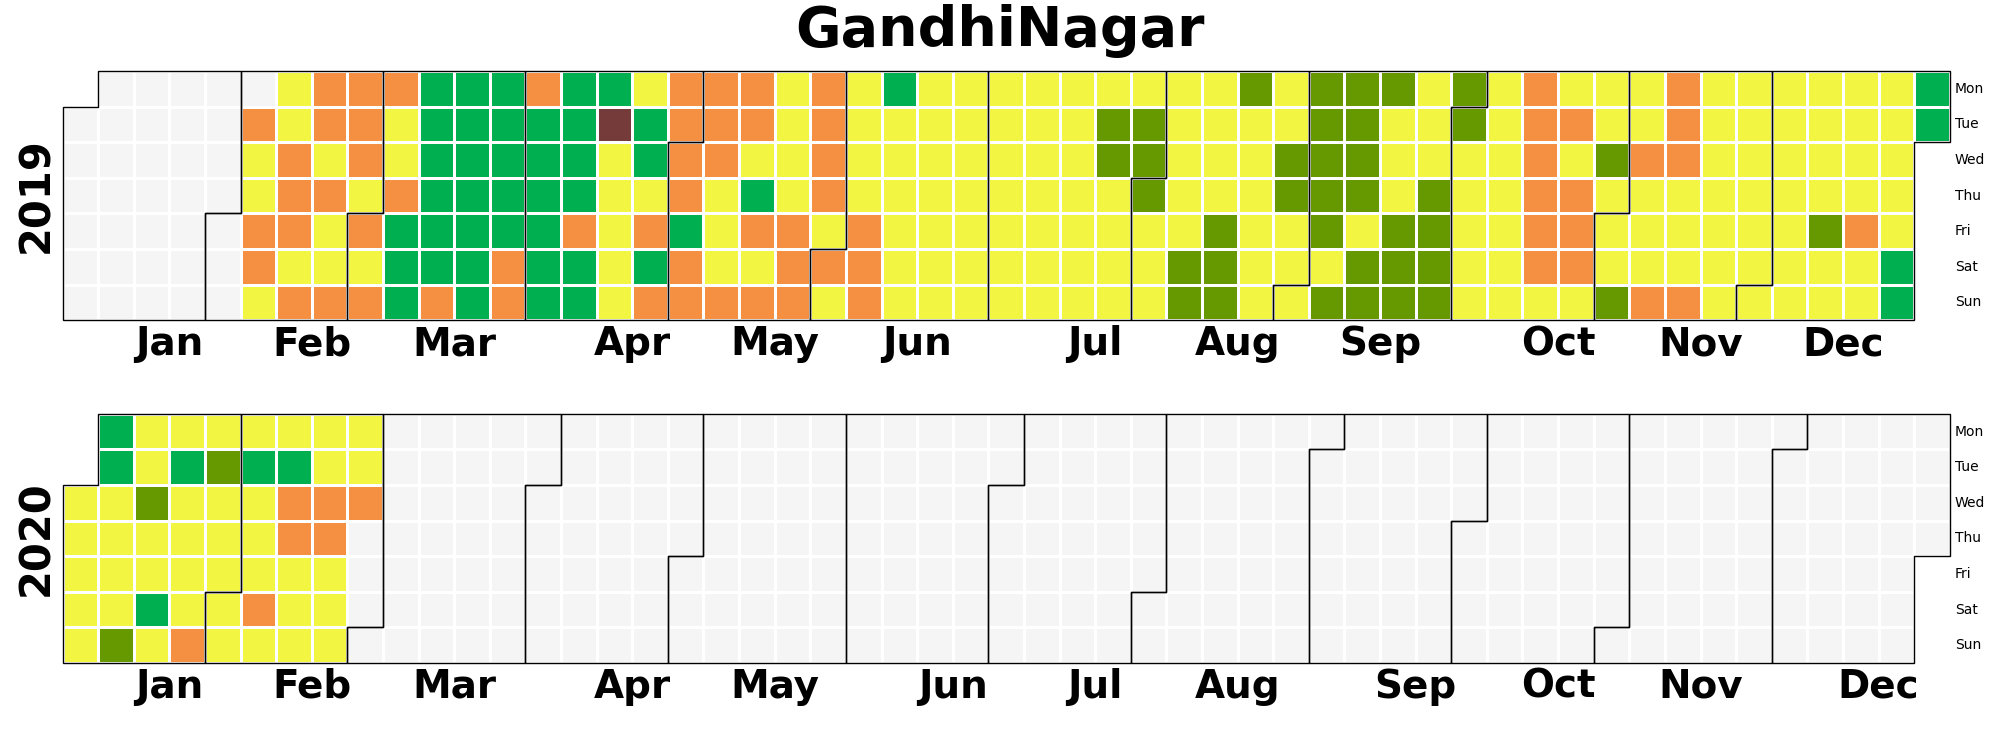 GandhiNagar
2019
Mon
Tue
Wed
Thu
Fri
Sat
Sun
Jan Feb Mar Apr May Jun Jul Aug Sep Oct Nov Dec
2020
Mon
Tue
Wed
Thu
Fri
Sat
Sun
Jan Feb Mar Apr May Jun Jul Aug Sep Oct Nov Dec